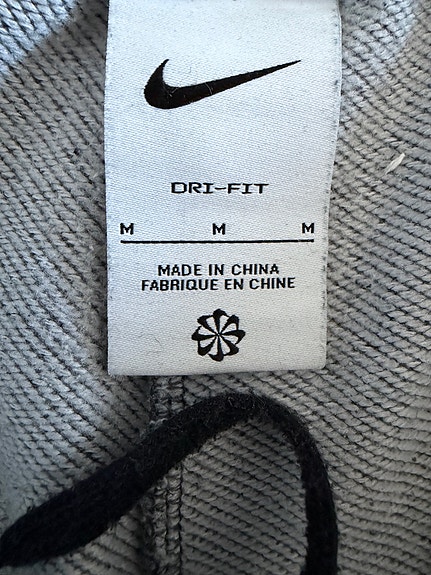 DRI-FIT
M M M
MADE IN CHINA
FABRIQUE EN CHINE